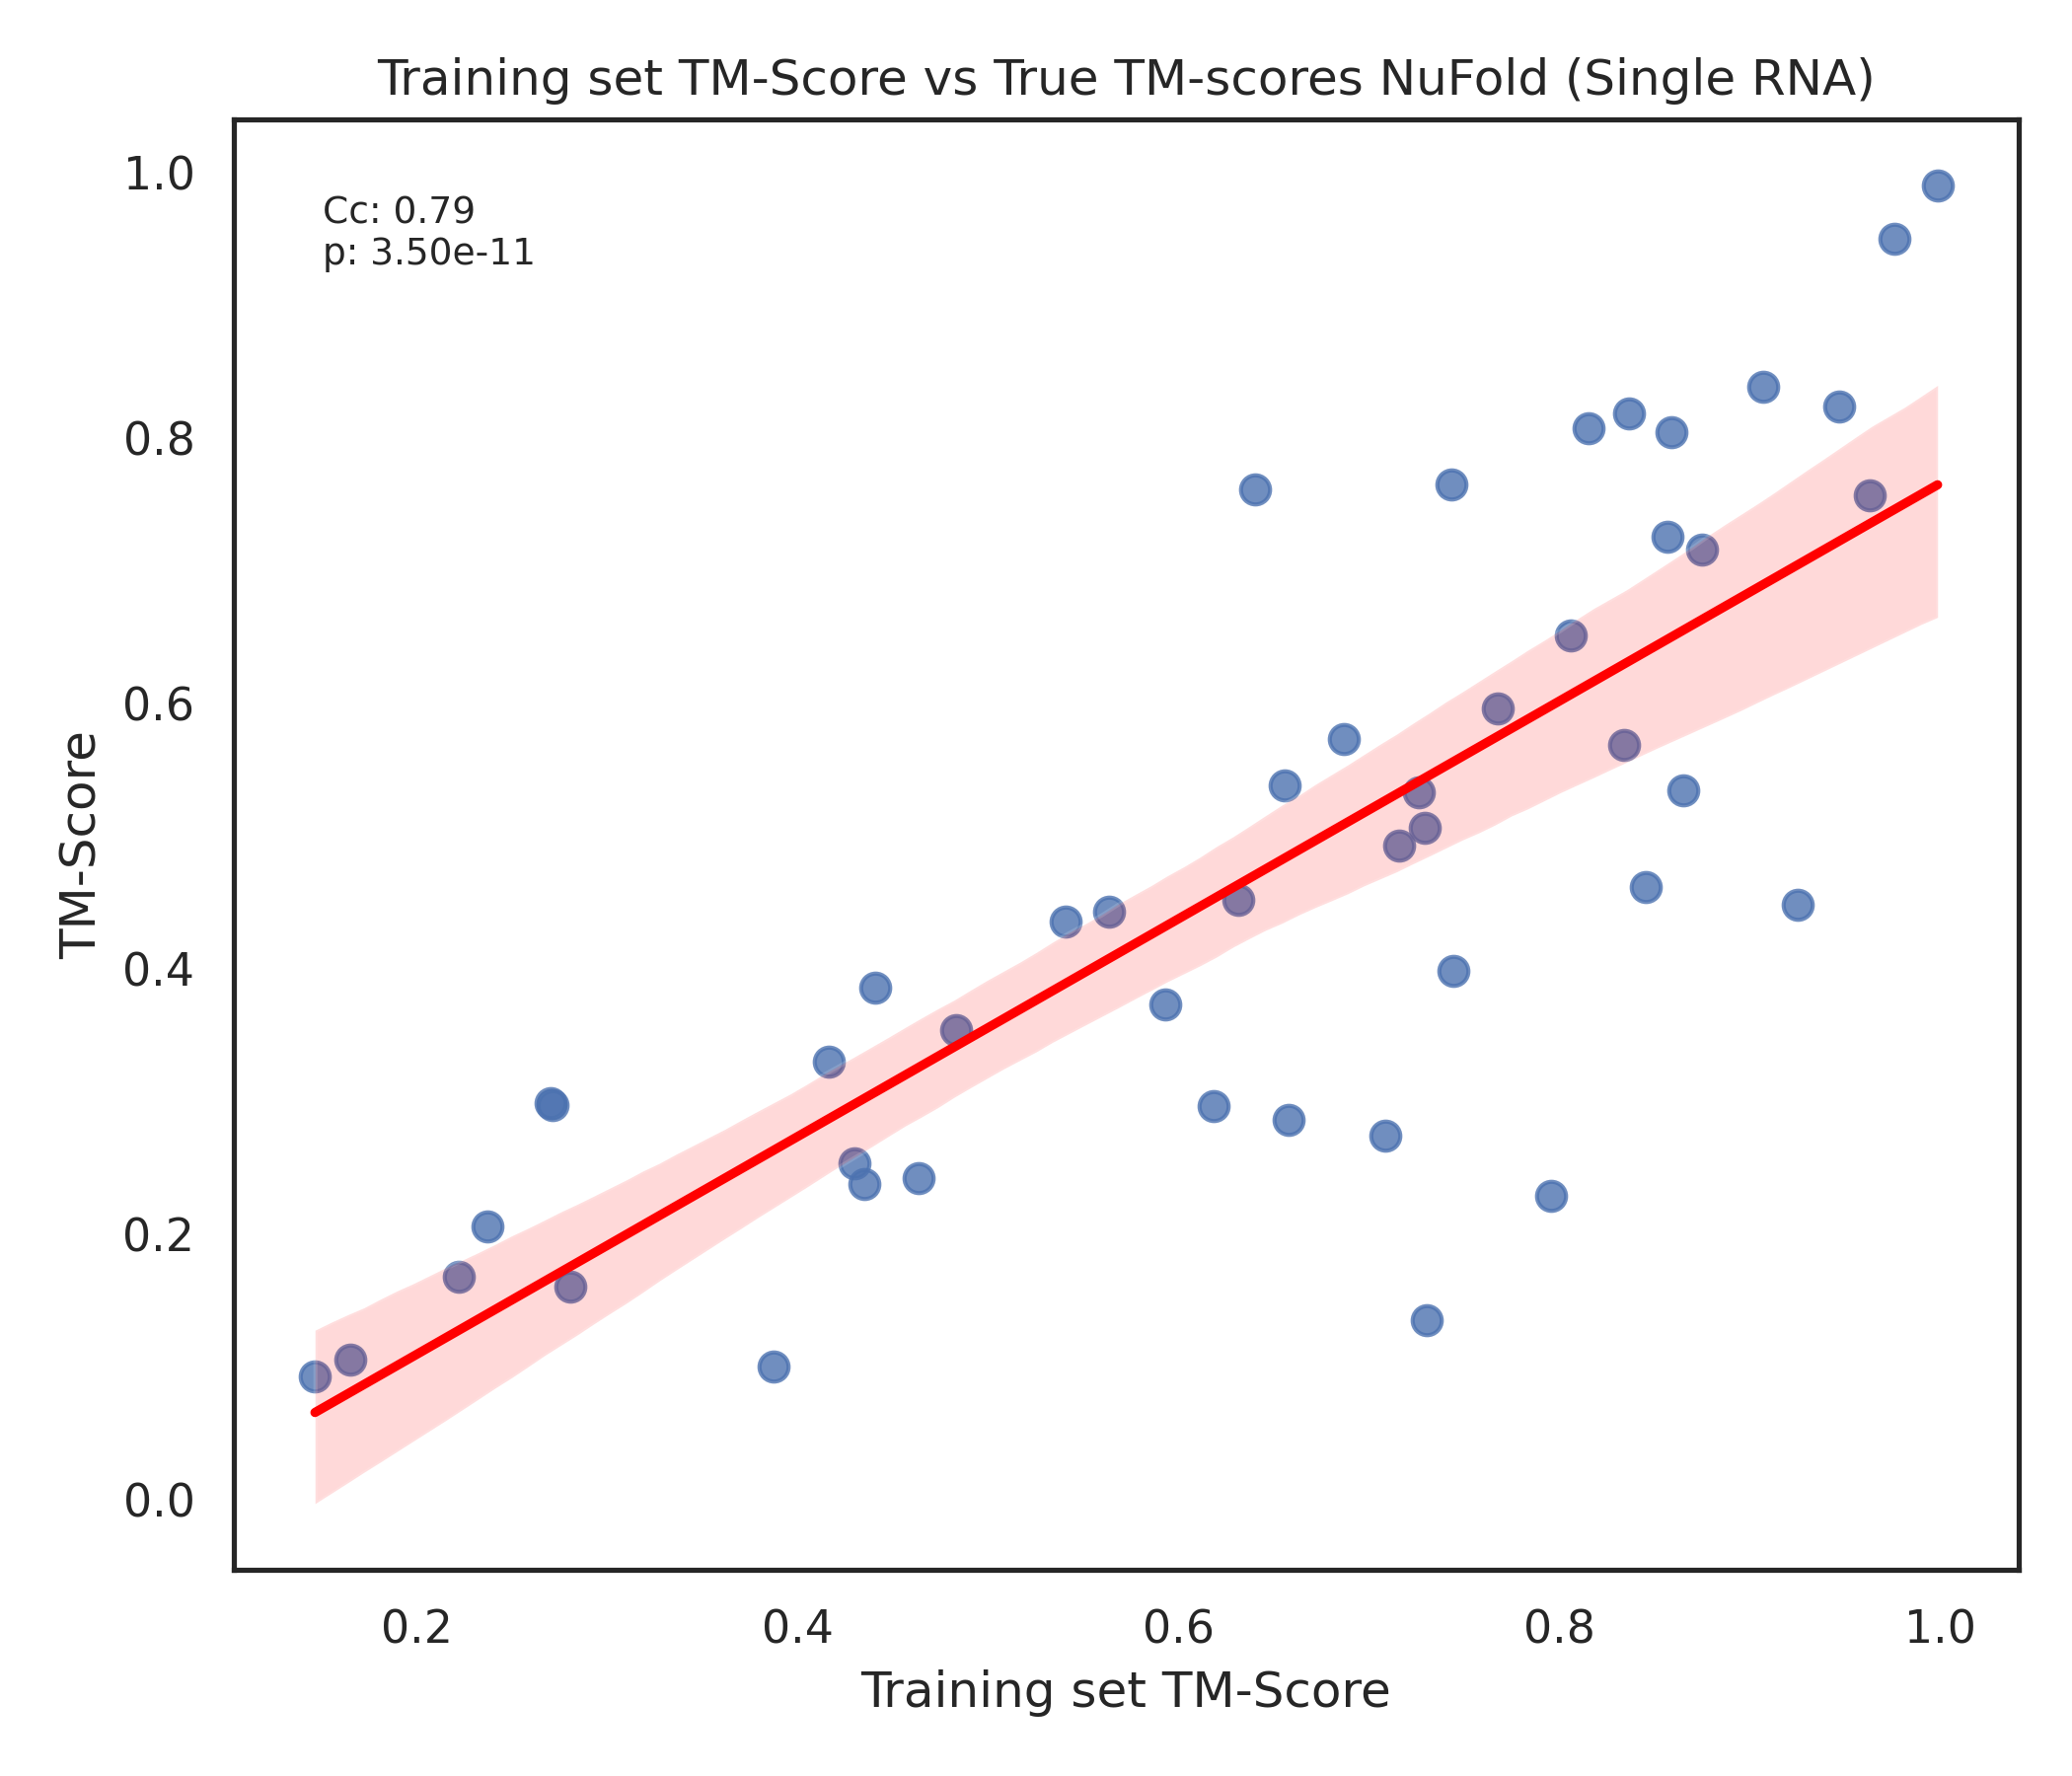 Training set TM-Score vs True TM-scores NuFold (Single RNA)
Cc: 0.79
p: 3.50e-11
TM-Score
1.0
0.8
0.6
0.4
0.2
0.0
0.2 0.4 0.6 0.8 1.0
Training set TM-Score